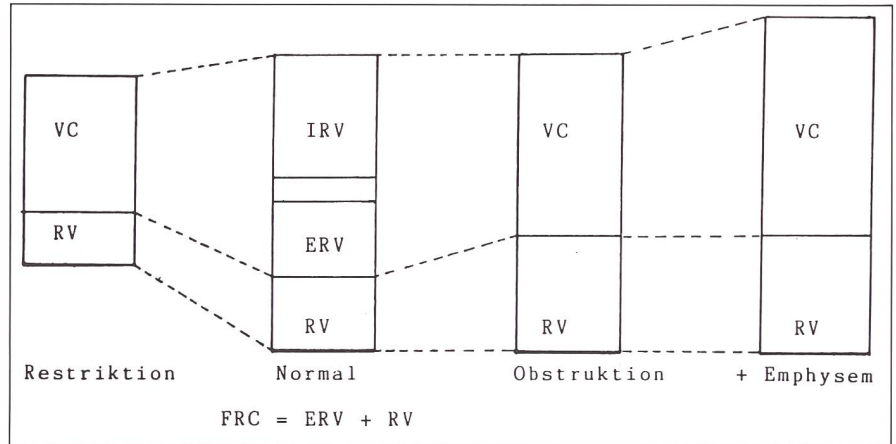 VC IRV VC VC
RV ERV
RV RV RV
Restriktion Normal Obstruktion + Emphysem
FRC = ERV + RV